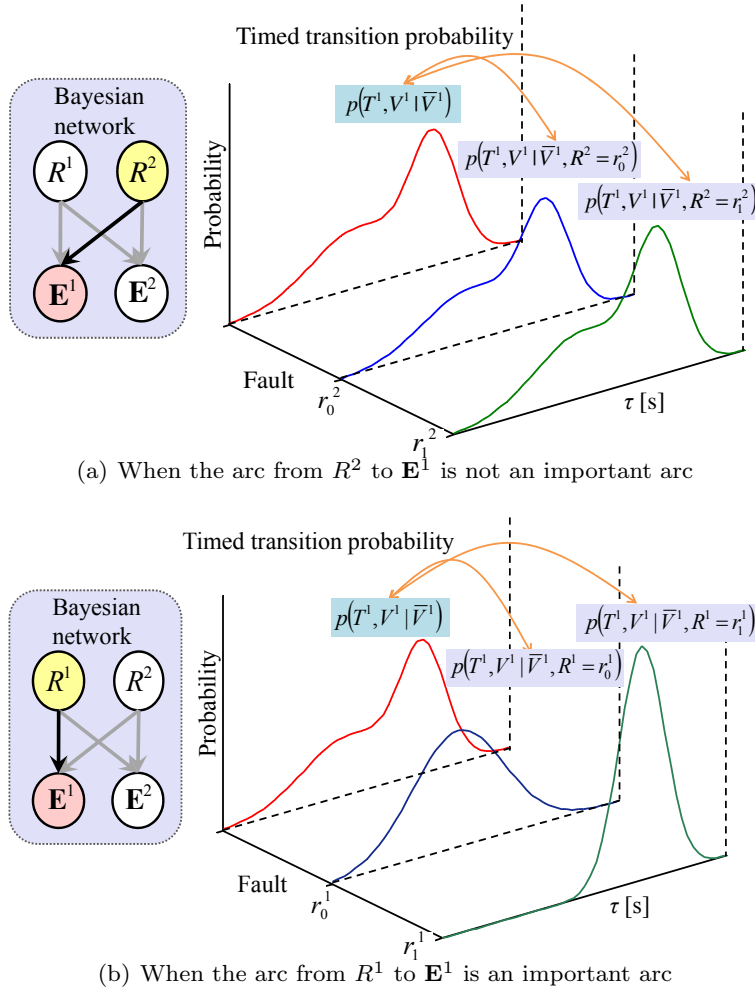 Timed transition probability
Bayesian
network
R¹
R²
E¹
E²
Probability
p(T¹,V¹ | V̅¹)
p(T¹,V¹ | V̅¹, R² = r₀²)
p(T¹,V¹ | V̅¹, R² = r₁²)
Fault
r₀²
r₁²
τ [s]
(a) When the arc from R² to E¹ is not an important arc
Timed transition probability
Bayesian
network
R¹
R²
E¹
E²
Probability
p(T¹,V¹ | V̅¹)
p(T¹,V¹ | V̅¹, R¹ = r₀¹)
p(T¹,V¹ | V̅¹, R¹ = r₁¹)
Fault
r₀¹
r₁¹
τ [s]
(b) When the arc from R¹ to E¹ is an important arc